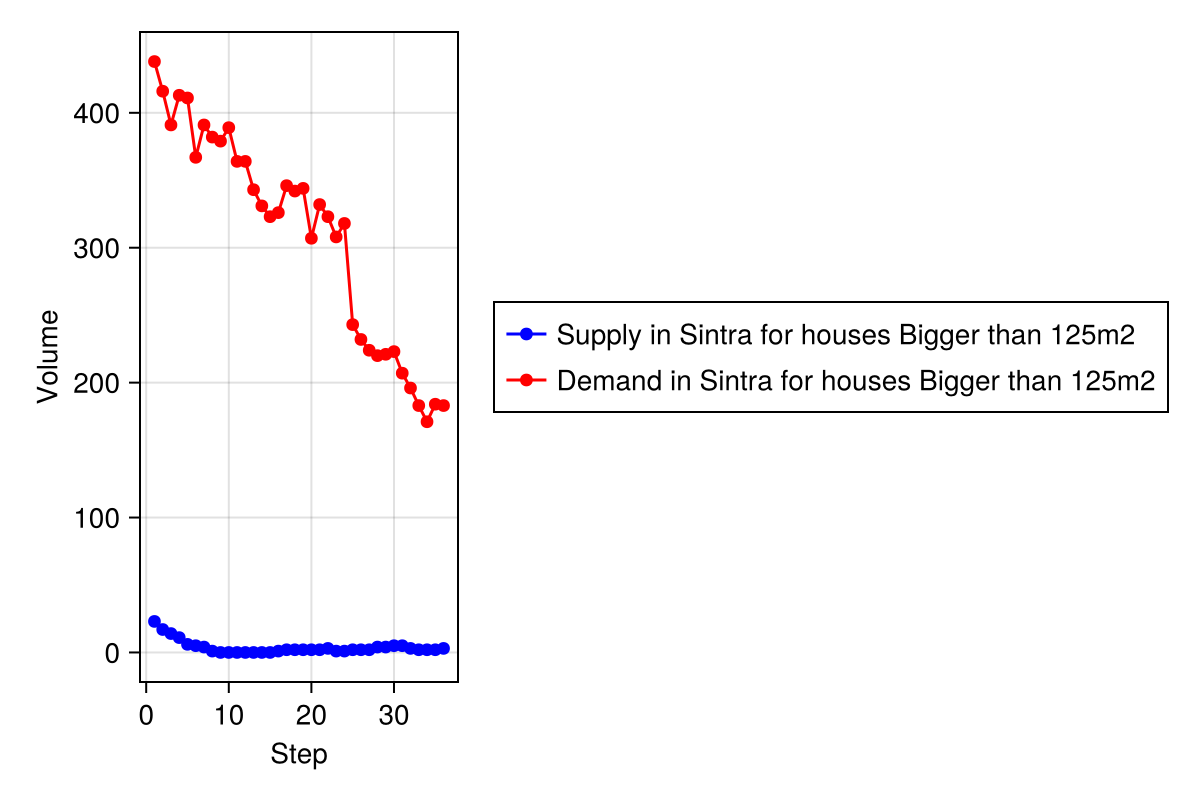 400
300
200
100
0
Volume
0 10 20 30
Step
Supply in Sintra for houses Bigger than 125m2
Demand in Sintra for houses Bigger than 125m2